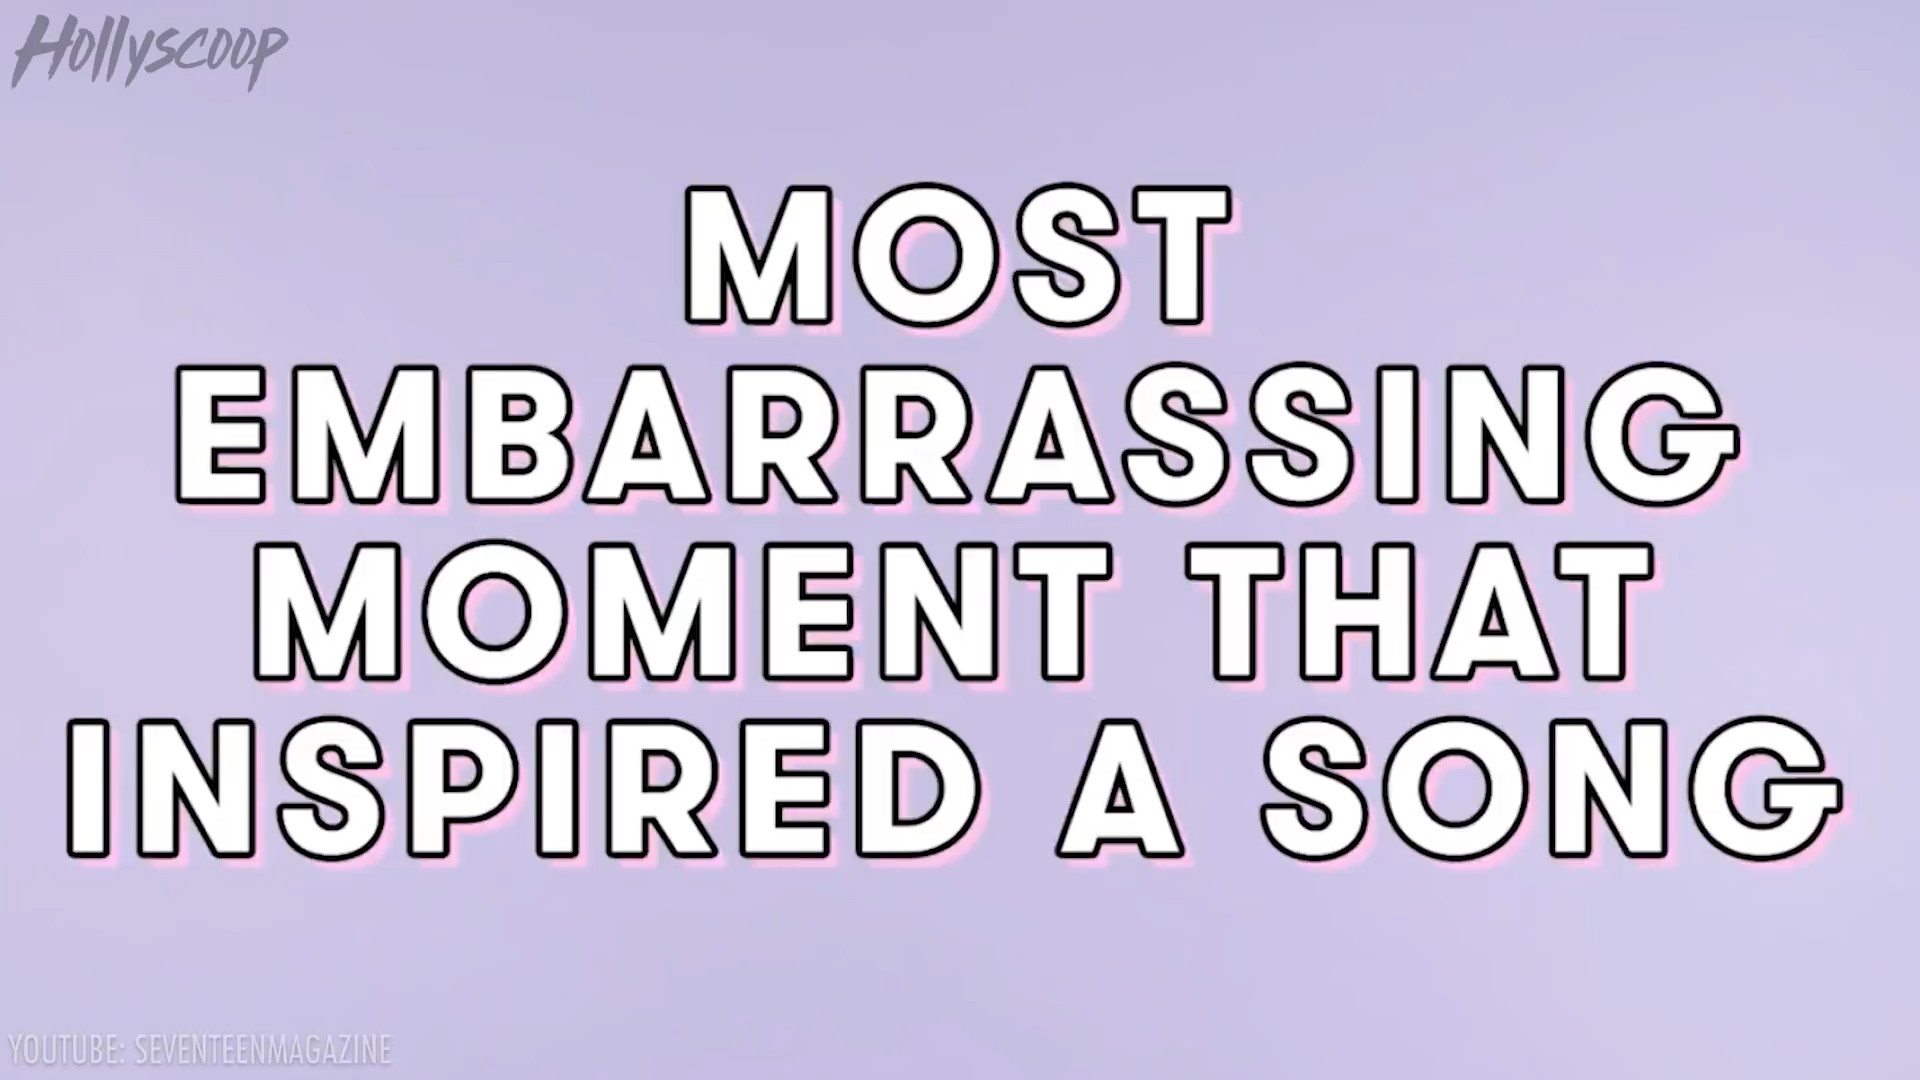 Hollyscoop
MOST
EMBARRASSING
MOMENT THAT
INSPIRED A SONG
YOUTUBE: SEVENTEENMAGAZINE